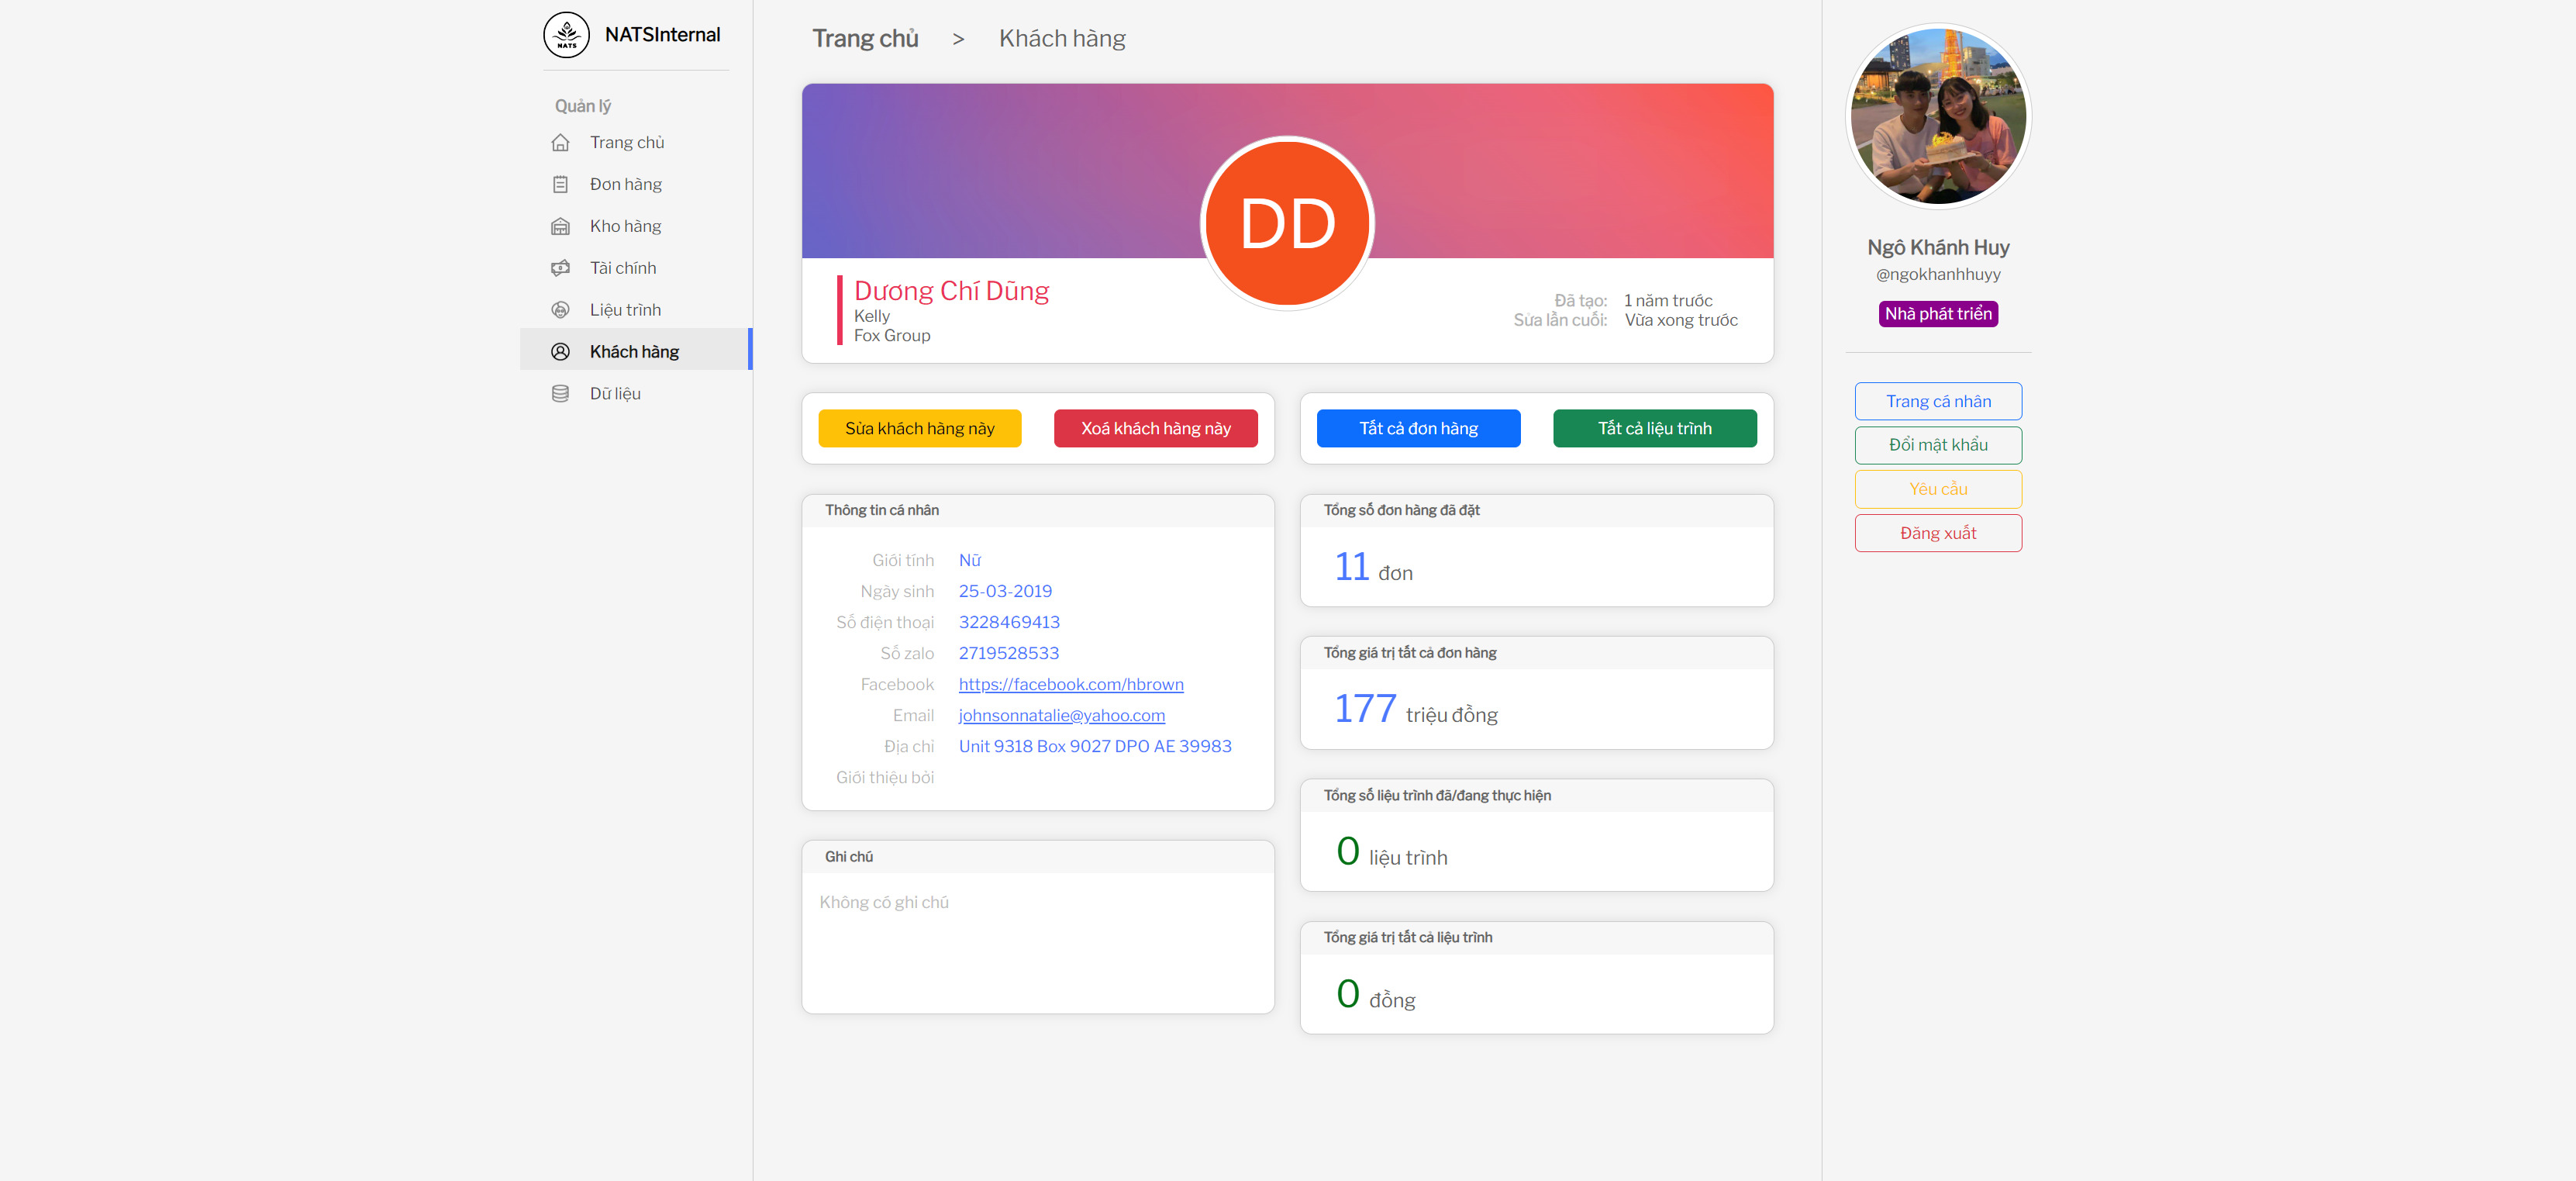 NATS
NATSInternal
Quản lý
Trang chủ
Đơn hàng
Kho hàng
Tài chính
Liệu trình
Khách hàng
Dữ liệu
Trang chủ > Khách hàng
DD
Dương Chí Dũng
Kelly
Fox Group
Đã tạo: 1 năm trước
Sửa lần cuối: Vừa xong trước
Sửa khách hàng này
Xoá khách hàng này
Tất cả đơn hàng
Tất cả liệu trình
Thông tin cá nhân
Giới tính Nữ
Ngày sinh 25-03-2019
Số điện thoại 3228469413
Số zalo 2719528533
Facebook https://facebook.com/hbrown
Email johnsonnatalie@yahoo.com
Địa chỉ Unit 9318 Box 9027 DPO AE 39983
Giới thiệu bởi
Ghi chú
Không có ghi chú
Tổng số đơn hàng đã đặt
11 đơn
Tổng giá trị tất cả đơn hàng
177 triệu đồng
Tổng số liệu trình đã/đang thực hiện
0 liệu trình
Tổng giá trị tất cả liệu trình
0 đồng
Ngô Khánh Huy
@ngokhanhhuyy
Nhà phát triển
Trang cá nhân
Đổi mật khẩu
Yêu cầu
Đăng xuất